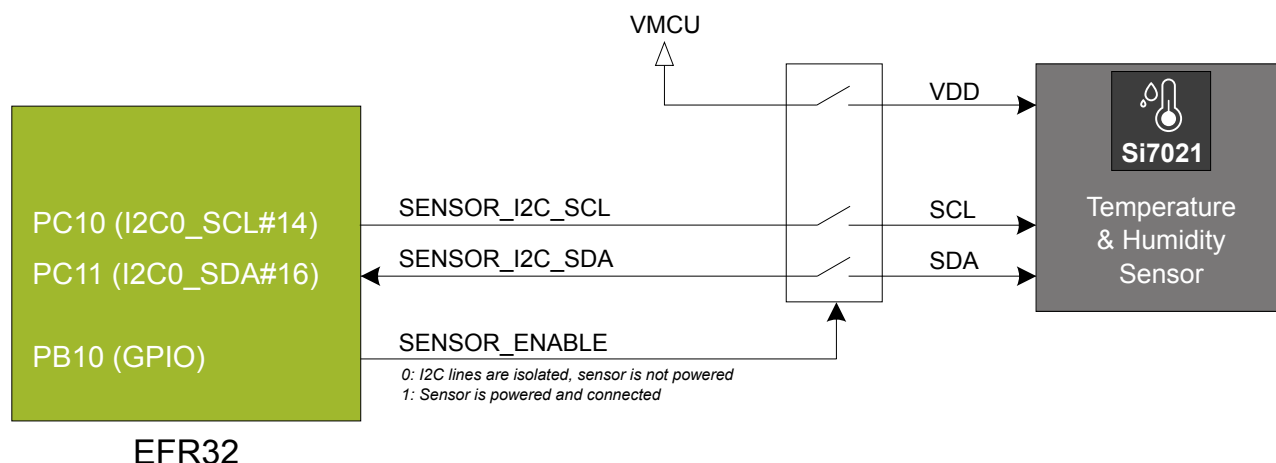 VMCU
VDD
Si7021
PC10 (I2C0_SCL#14)
SENSOR_I2C_SCL
SCL
Temperature
& Humidity
Sensor
PC11 (I2C0_SDA#16)
SENSOR_I2C_SDA
SDA
PB10 (GPIO)
SENSOR_ENABLE
0: I2C lines are isolated, sensor is not powered
1: Sensor is powered and connected
EFR32